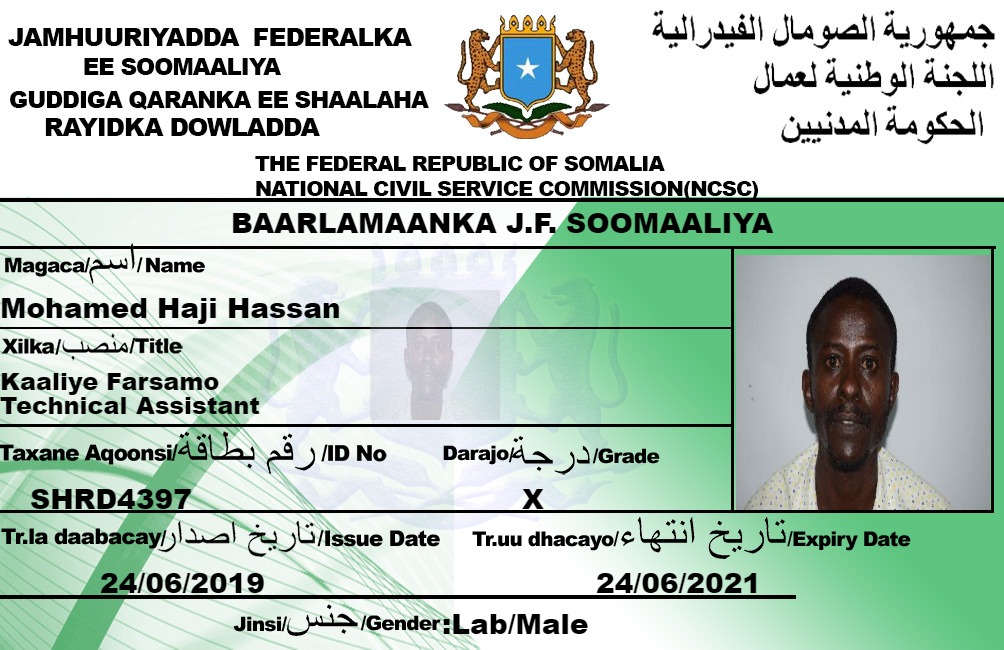 JAMHUURIYADDA FEDERALKA
EE SOOMAALIYA
GUDDIGA QARANKA EE SHAALAHA
RAYIDKA DOWLADDA
جمهورية الصومال الفيدرالية
اللجنة الوطنية لعمال
الحكومة المدنيين
THE FEDERAL REPUBLIC OF SOMALIA
NATIONAL CIVIL SERVICE COMMISSION(NCSC)
BAARLAMAANKA J.F. SOOMAALIYA
Magaca/اسم/Name
Mohamed Haji Hassan
Xilka/منصب/Title
Kaaliye Farsamo
Technical Assistant
Taxane Aqoonsi/رقم بطاقة/ID No
Darajo/درجة/Grade
SHRD4397
X
Tr.la daabacay/تاريخ اصدار/Issue Date
Tr.uu dhacayo/تاريخ انتهاء/Expiry Date
24/06/2019
24/06/2021
Jinsi/جنس/Gender:Lab/Male